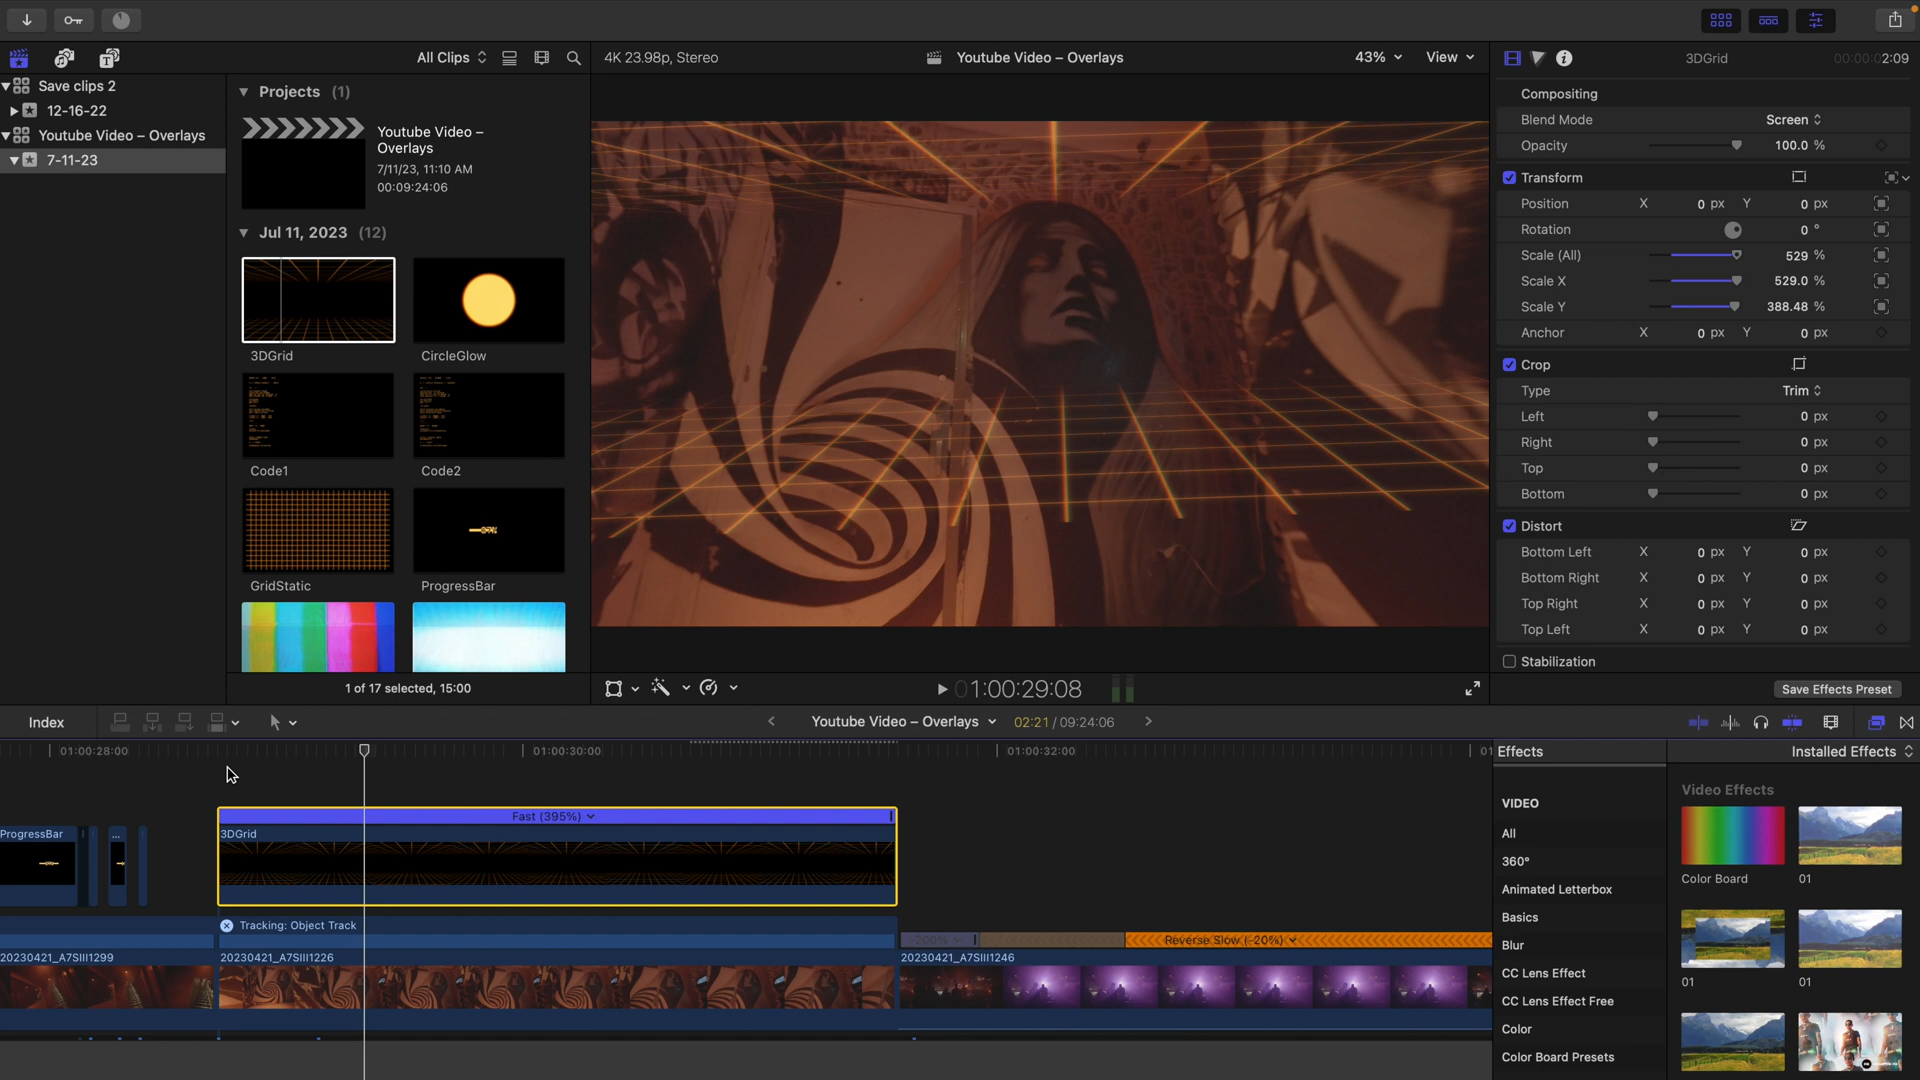 All Clips
4K 23.98p, Stereo
Youtube Video – Overlays
43%
View
3DGrid
00:00:02:09
Save clips 2
12-16-22
Youtube Video – Overlays
7-11-23
Projects (1)
Youtube Video –
Overlays
7/11/23, 11:10 AM
00:09:24:06
Jul 11, 2023 (12)
3DGrid
CircleGlow
Code1
Code2
GridStatic
ProgressBar
1 of 17 selected, 15:00
01:00:29:08
Compositing
Blend Mode Screen
Opacity 100.0 %
Transform
Position X 0 px Y 0 px
Rotation 0 °
Scale (All) 529 %
Scale X 529.0 %
Scale Y 388.48 %
Anchor X 0 px Y 0 px
Crop
Type Trim
Left 0 px
Right 0 px
Top 0 px
Bottom 0 px
Distort
Bottom Left X 0 px Y 0 px
Bottom Right X 0 px Y 0 px
Top Right X 0 px Y 0 px
Top Left X 0 px Y 0 px
Stabilization
Save Effects Preset
Index
Youtube Video – Overlays
02:21 / 09:24:06
01:00:28:00
01:00:30:00
01:00:32:00
01
ProgressBar
...
Fast (395%)
3DGrid
Tracking: Object Track
-200%
Reverse Slow (-20%)
20230421_A7SIII1299
20230421_A7SIII1226
20230421_A7SIII1246
Effects
Installed Effects
VIDEO
All
360°
Animated Letterbox
Basics
Blur
CC Lens Effect
CC Lens Effect Free
Color
Color Board Presets
Video Effects
Color Board
01
01
01